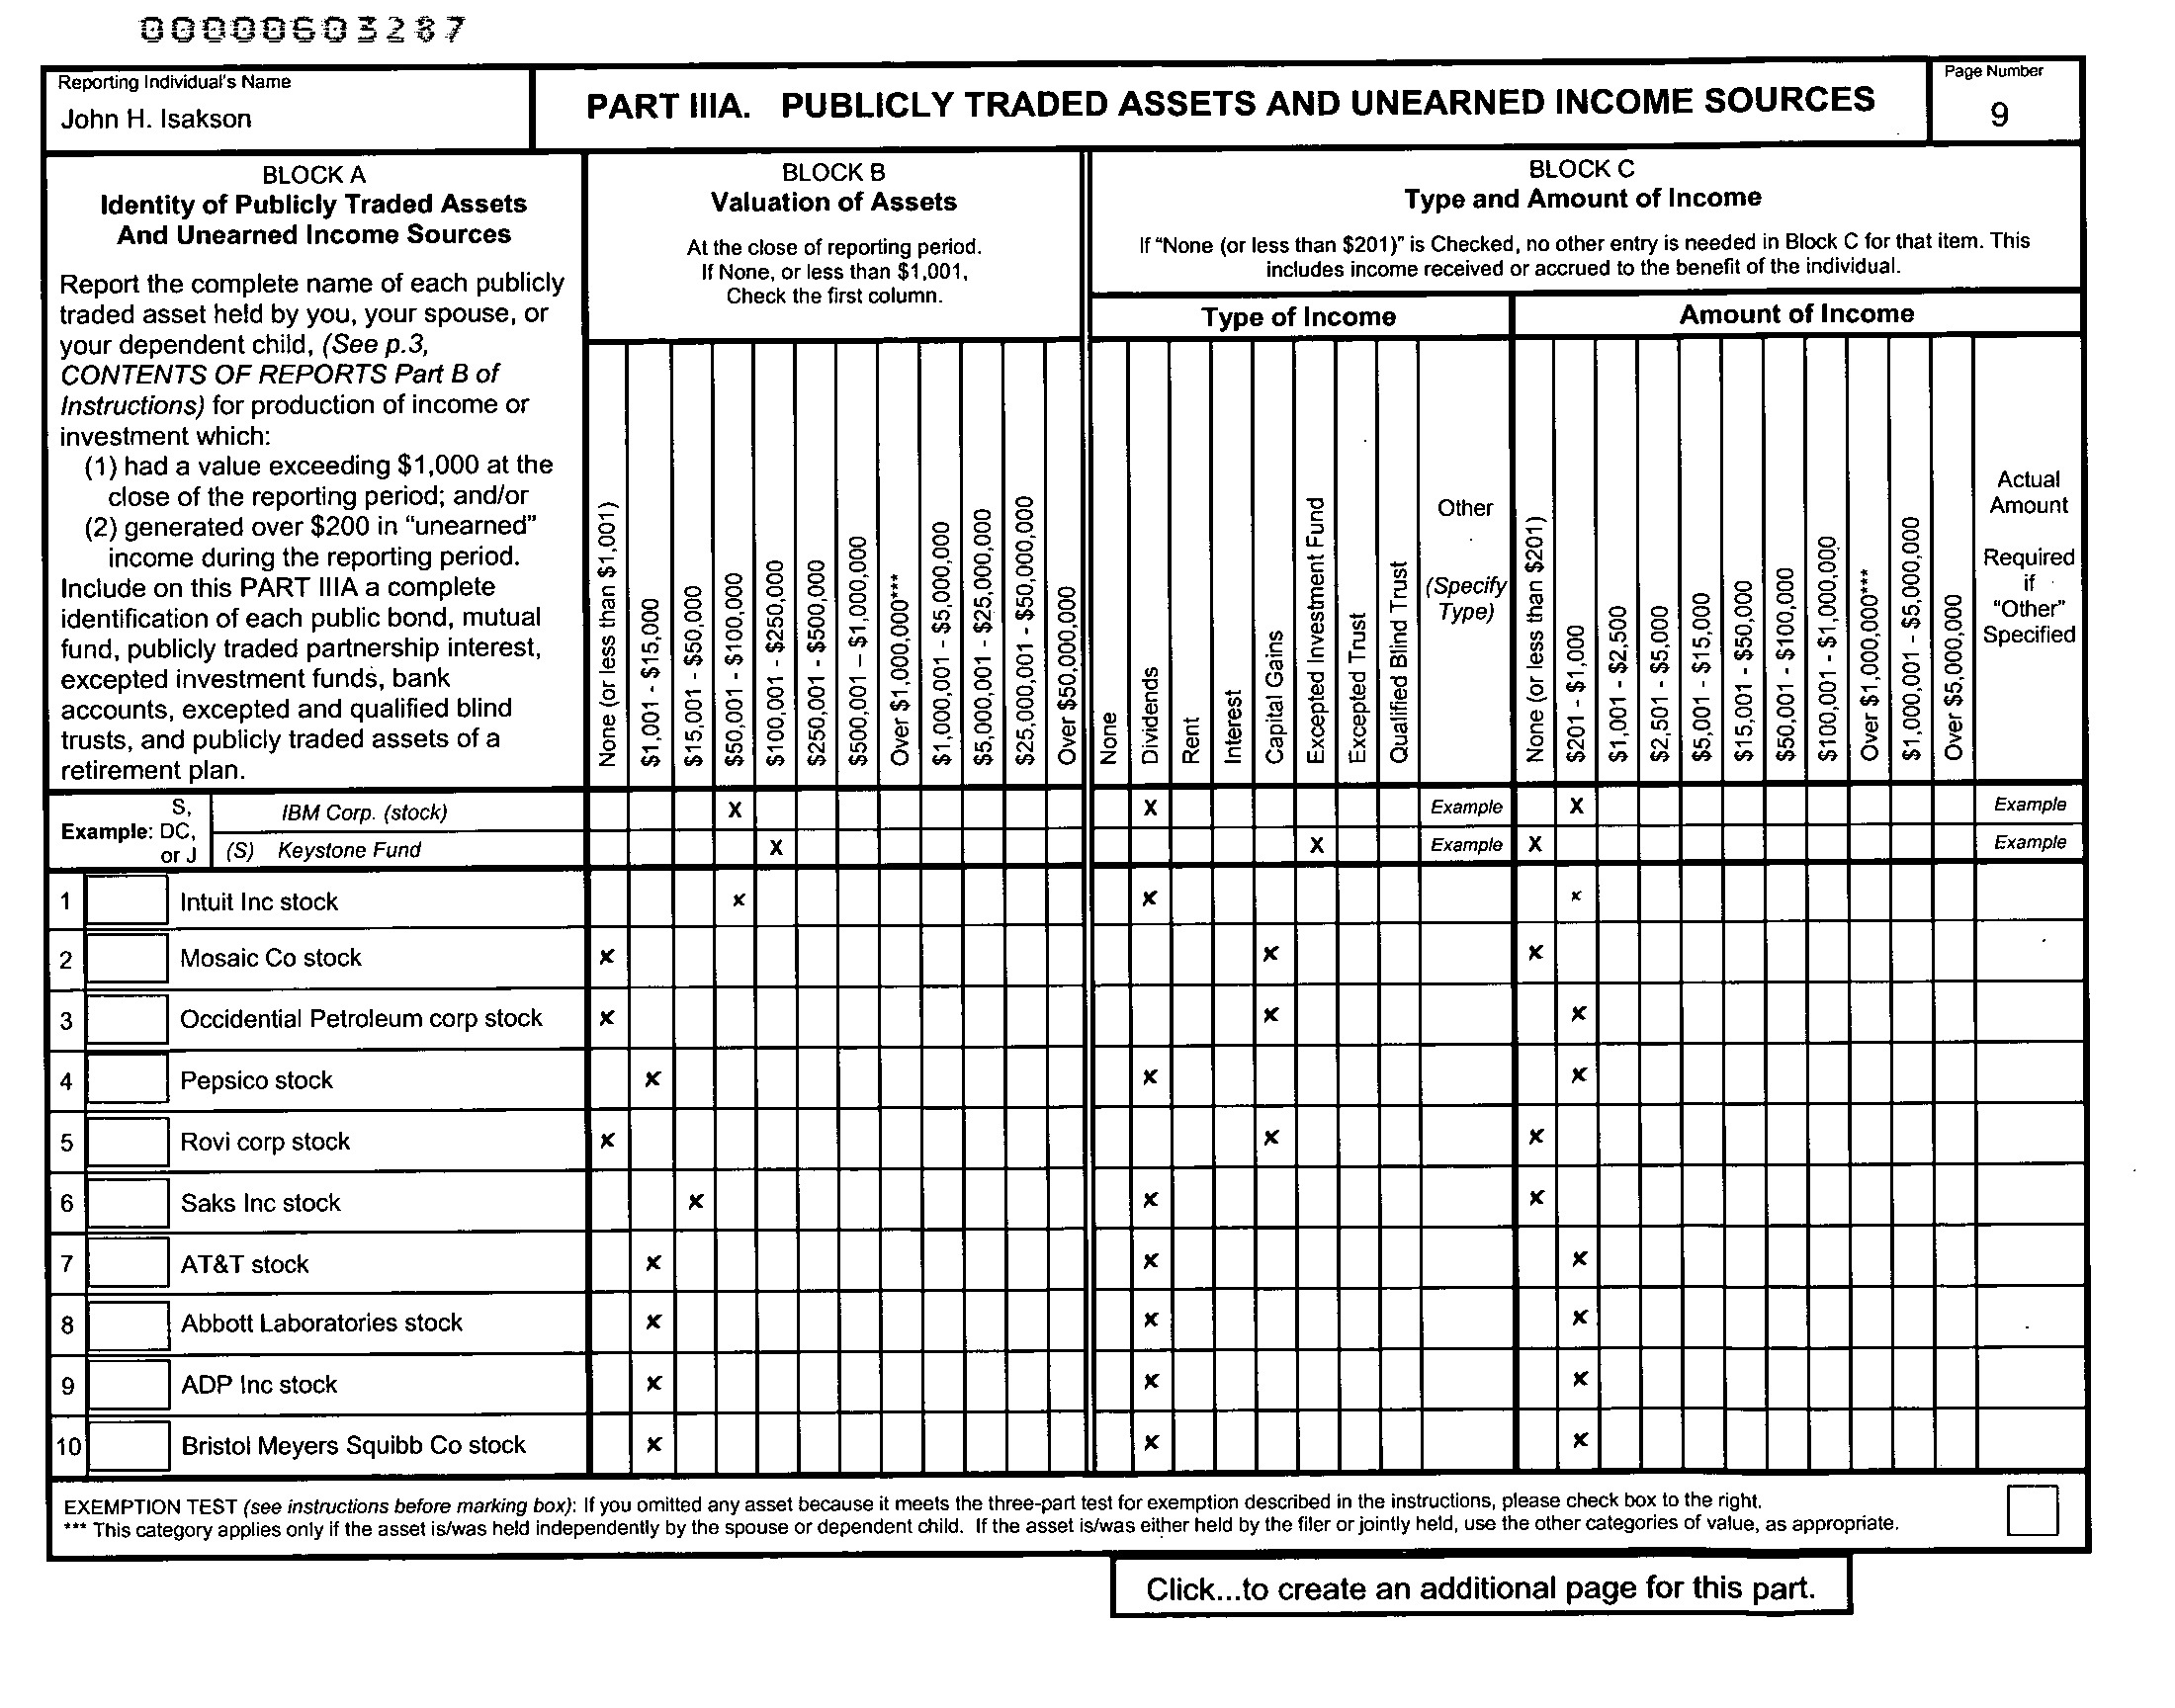 00000603287
Reporting Individual's Name
John H. Isakson
PART IIIA. PUBLICLY TRADED ASSETS AND UNEARNED INCOME SOURCES
Page Number
9
BLOCK A
Identity of Publicly Traded Assets
And Unearned Income Sources
Report the complete name of each publicly
traded asset held by you, your spouse, or
your dependent child, (See p.3,
CONTENTS OF REPORTS Part B of
Instructions) for production of income or
investment which:
(1) had a value exceeding $1,000 at the
close of the reporting period; and/or
(2) generated over $200 in "unearned"
income during the reporting period.
Include on this PART IIIA a complete
identification of each public bond, mutual
fund, publicly traded partnership interest,
excepted investment funds, bank
accounts, excepted and qualified blind
trusts, and publicly traded assets of a
retirement plan.
BLOCK B
Valuation of Assets
At the close of reporting period.
If None, or less than $1,001,
Check the first column.
None (or less than $1,001)
$1,001 - $15,000
$15,001 - $50,000
$50,001 - $100,000
$100,001 - $250,000
$250,001 - $500,000
$500,001 – $1,000,000
Over $1,000,000***
$1,000,001 - $5,000,000
$5,000,001 - $25,000,000
$25,000,001 - $50,000,000
Over $50,000,000
BLOCK C
Type and Amount of Income
If "None (or less than $201)" is Checked, no other entry is needed in Block C for that item. This
includes income received or accrued to the benefit of the individual.
Type of Income
None
Dividends
Rent
Interest
Capital Gains
Excepted Investment Fund
Excepted Trust
Qualified Blind Trust
Other
(Specify
Type)
Amount of Income
None (or less than $201)
$201 - $1,000
$1,001 - $2,500
$2,501 - $5,000
$5,001 - $15,000
$15,001 - $50,000
$50,001 - $100,000
$100,001 - $1,000,000
Over $1,000,000***
$1,000,001 - $5,000,000
Over $5,000,000
Actual
Amount
Required
if
"Other"
Specified
Example: S, DC, or J
IBM Corp. (stock) X X Example X Example
(S) Keystone Fund X X Example X Example
1 Intuit Inc stock x x x
2 Mosaic Co stock x x x
3 Occidential Petroleum corp stock x x x
4 Pepsico stock x x x
5 Rovi corp stock x x x
6 Saks Inc stock x x x
7 AT&T stock x x x
8 Abbott Laboratories stock x x x
9 ADP Inc stock x x x
10 Bristol Meyers Squibb Co stock x x x
EXEMPTION TEST (see instructions before marking box): If you omitted any asset because it meets the three-part test for exemption described in the instructions, please check box to the right.
*** This category applies only if the asset is/was held independently by the spouse or dependent child. If the asset is/was either held by the filer or jointly held, use the other categories of value, as appropriate.
Click...to create an additional page for this part.